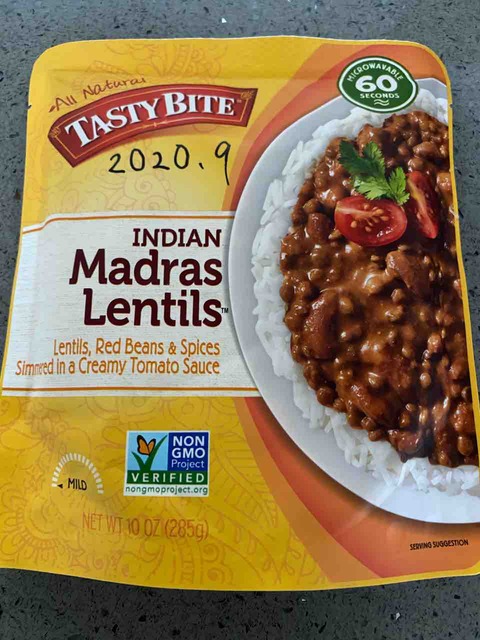 All Natural
TASTY BITE®
2020.9
MICROWAVABLE
60
SECONDS
INDIAN
Madras
Lentils™
Lentils, Red Beans & Spices
Simmered in a Creamy Tomato Sauce
NON
GMO
Project
VERIFIED
nongmoproject.org
MILD
NET WT 10 OZ (285g)
SERVING SUGGESTION